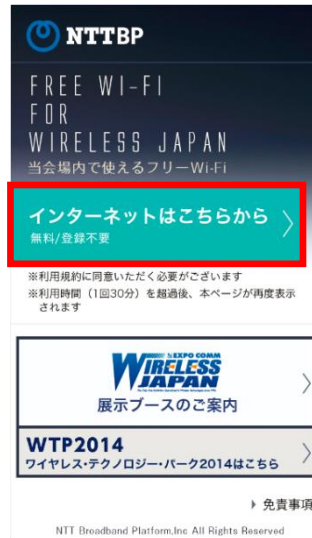 NTTBP
FREE WI-FI
FOR
WIRELESS JAPAN
当会場内で使えるフリーWi-Fi
インターネットはこちらから
無料/登録不要
※利用規約に同意いただく必要がございます
※利用時間（1回30分）を超過後、本ページが再度表示
されます
EXPO COMM
WIRELESS
JAPAN
展示ブースのご案内
WTP2014
ワイヤレス・テクノロジー・パーク2014はこちら
免責事項
NTT Broadband Platform,Inc All Rights Reserved